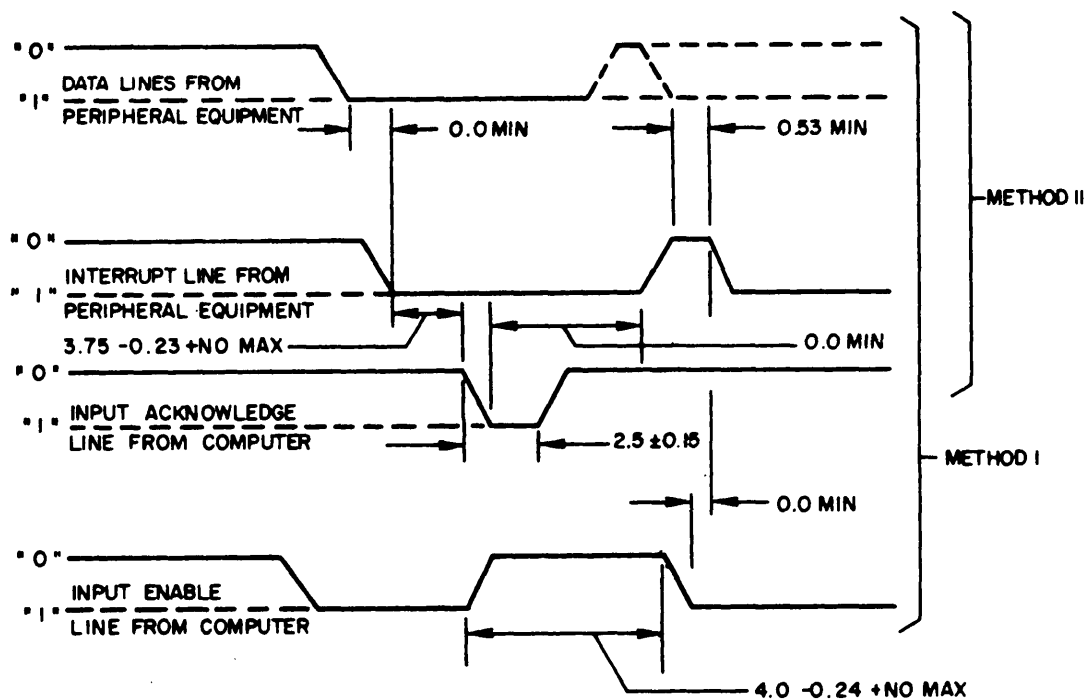 "0"
DATA LINES FROM
"1"
PERIPHERAL EQUIPMENT
0.0 MIN
0.53 MIN
METHOD II
"0"
INTERRUPT LINE FROM
"1"
PERIPHERAL EQUIPMENT
3.75 -0.23 +NO MAX
0.0 MIN
"0"
INPUT ACKNOWLEDGE
"1"
LINE FROM COMPUTER
2.5 ±0.15
METHOD I
0.0 MIN
"0"
INPUT ENABLE
"1"
LINE FROM COMPUTER
4.0 -0.24 +NO MAX